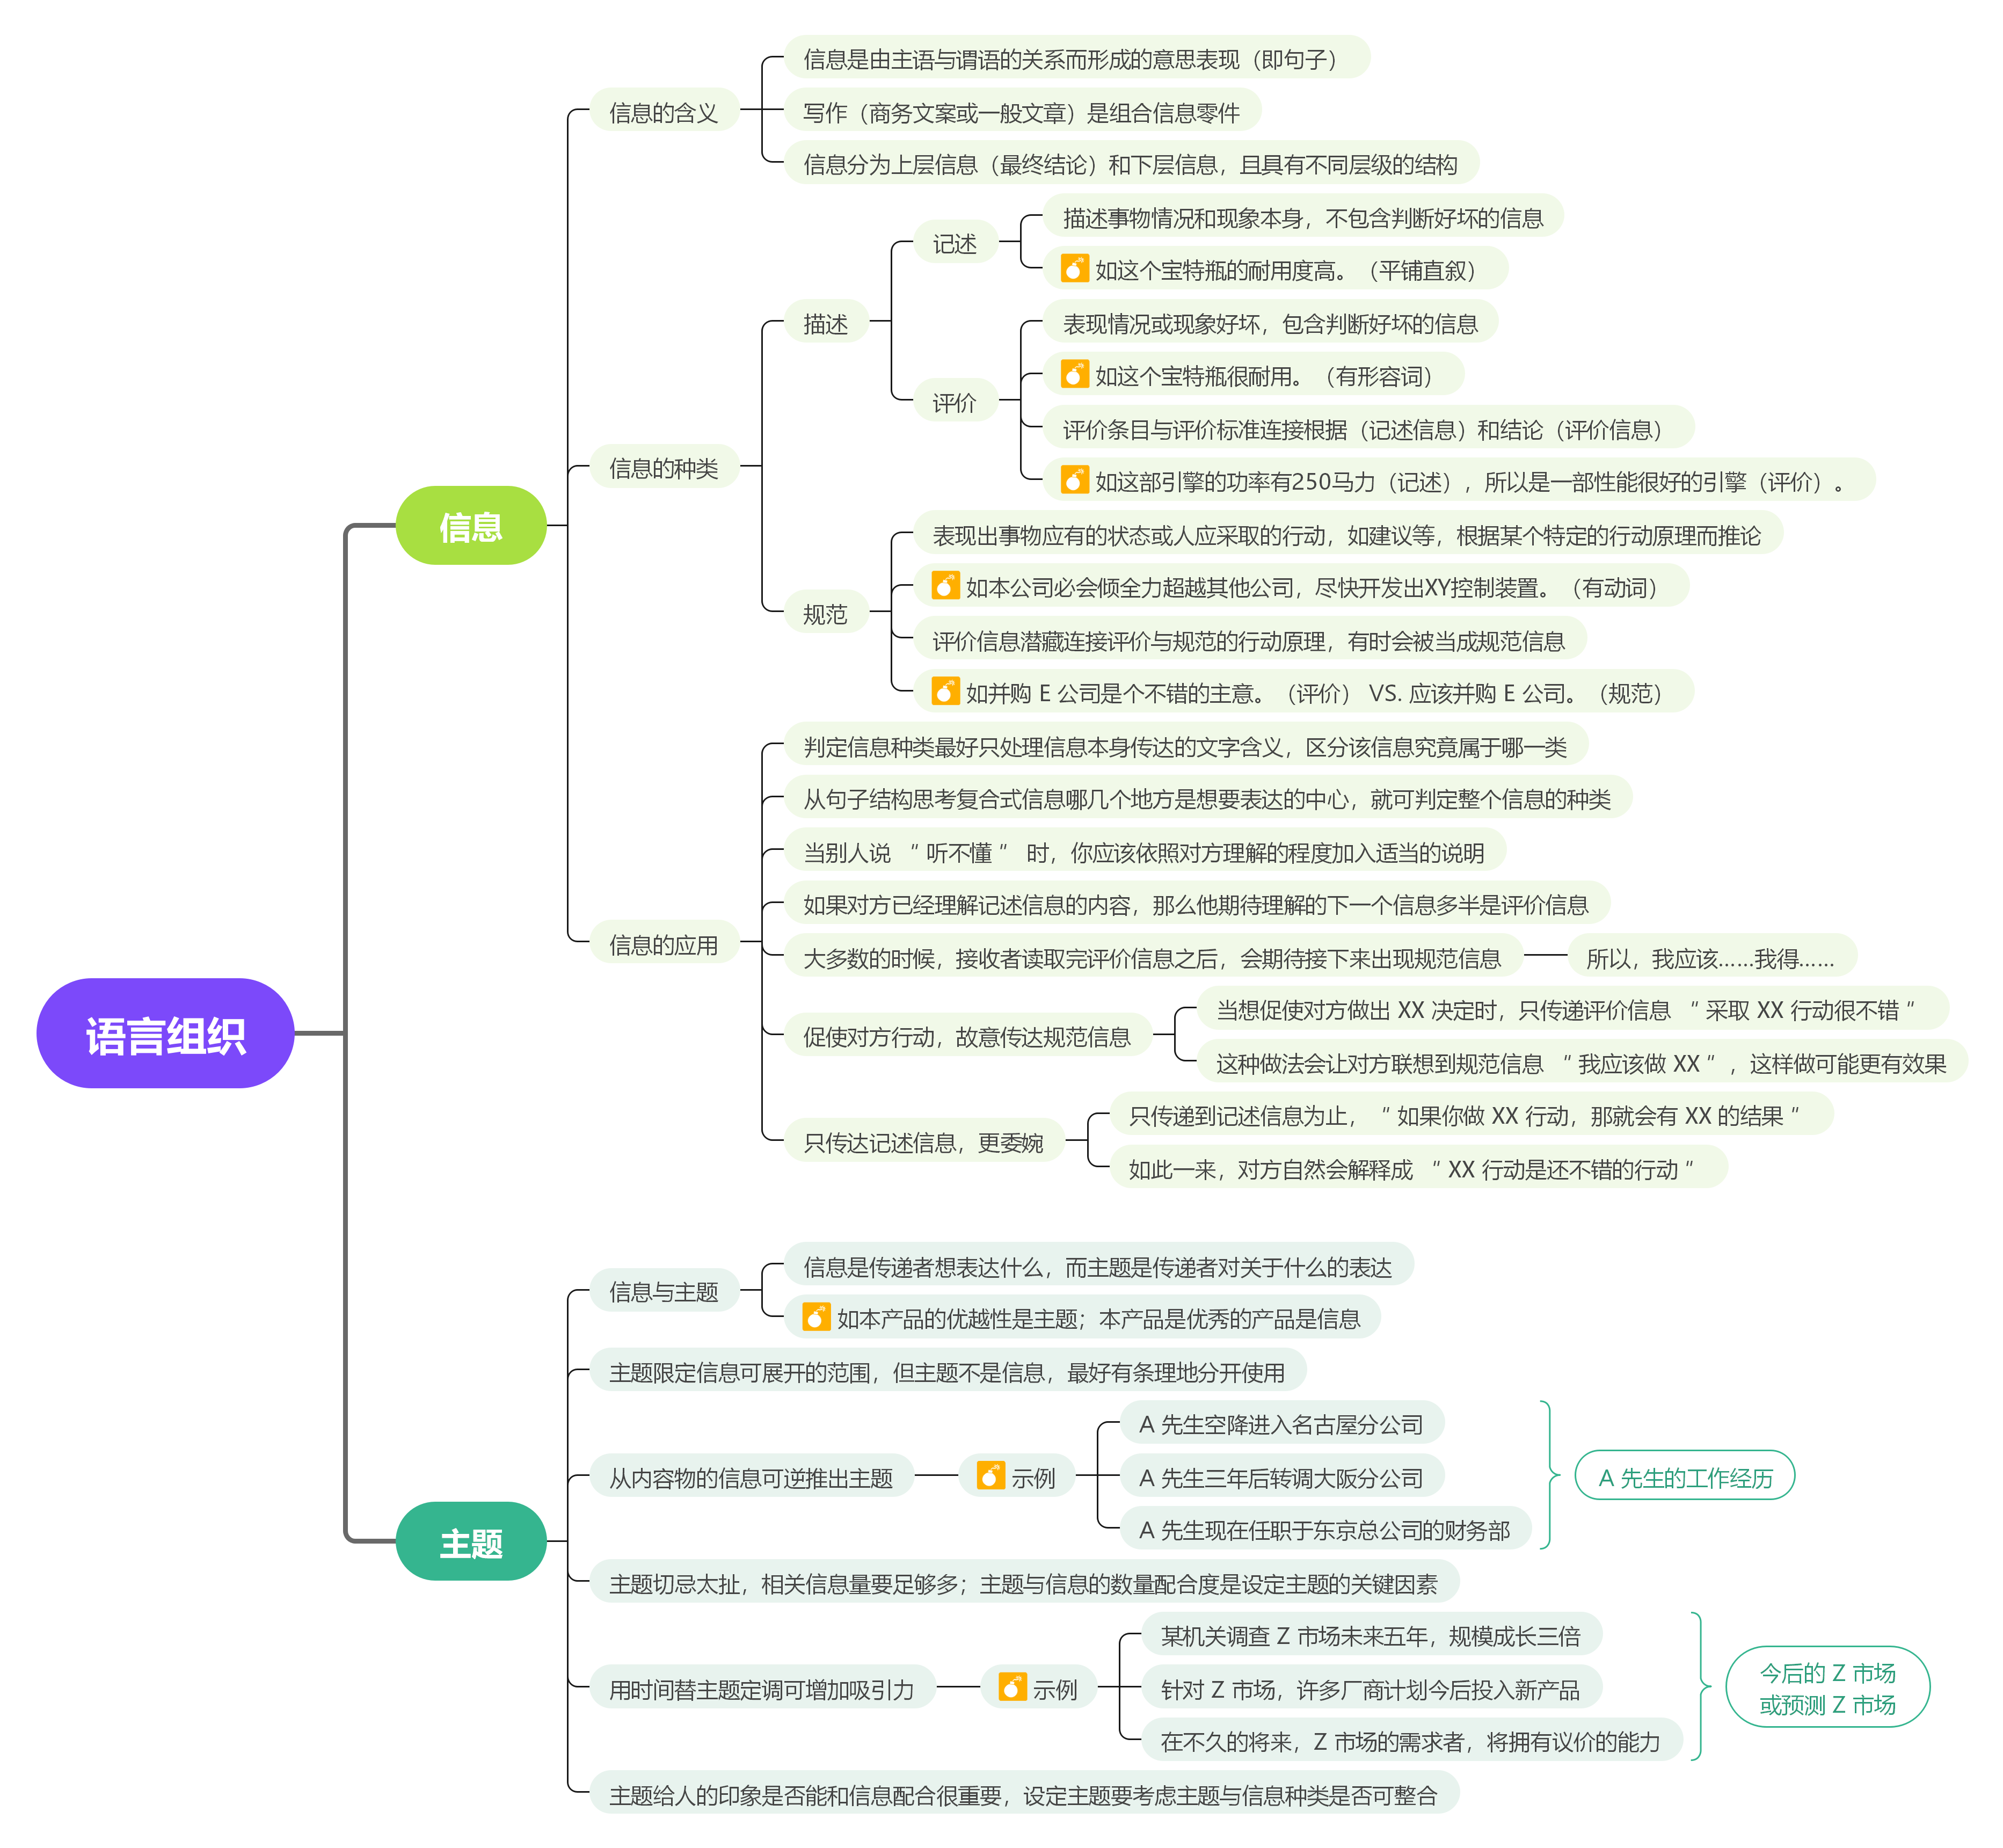 语言组织
信息
信息的含义
信息是由主语与谓语的关系而形成的意思表现（即句子）
写作（商务文案或一般文章）是组合信息零件
信息分为上层信息（最终结论）和下层信息，且具有不同层级的结构
信息的种类
描述
记述
描述事物情况和现象本身，不包含判断好坏的信息
如这个宝特瓶的耐用度高。（平铺直叙）
评价
表现情况或现象好坏，包含判断好坏的信息
如这个宝特瓶很耐用。（有形容词）
评价条目与评价标准连接根据（记述信息）和结论（评价信息）
如这部引擎的功率有250马力（记述），所以是一部性能很好的引擎（评价）。
规范
表现出事物应有的状态或人应采取的行动，如建议等，根据某个特定的行动原理而推论
如本公司必会倾全力超越其他公司，尽快开发出XY控制装置。（有动词）
评价信息潜藏连接评价与规范的行动原理，有时会被当成规范信息
如并购 E 公司是个不错的主意。（评价） VS. 应该并购 E 公司。（规范）
信息的应用
判定信息种类最好只处理信息本身传达的文字含义，区分该信息究竟属于哪一类
从句子结构思考复合式信息哪几个地方是想要表达的中心，就可判定整个信息的种类
当别人说 “ 听不懂 ” 时，你应该依照对方理解的程度加入适当的说明
如果对方已经理解记述信息的内容，那么他期待理解的下一个信息多半是评价信息
大多数的时候，接收者读取完评价信息之后，会期待接下来出现规范信息
所以，我应该……我得……
促使对方行动，故意传达规范信息
当想促使对方做出 XX 决定时，只传递评价信息 “ 采取 XX 行动很不错 ”
这种做法会让对方联想到规范信息 “ 我应该做 XX ” ，这样做可能更有效果
只传达记述信息，更委婉
只传递到记述信息为止， “ 如果你做 XX 行动，那就会有 XX 的结果 “
如此一来，对方自然会解释成 “ XX 行动是还不错的行动 “
主题
信息与主题
信息是传递者想表达什么，而主题是传递者对关于什么的表达
如本产品的优越性是主题；本产品是优秀的产品是信息
主题限定信息可展开的范围，但主题不是信息，最好有条理地分开使用
从内容物的信息可逆推出主题
示例
A 先生空降进入名古屋分公司
A 先生三年后转调大阪分公司
A 先生现在任职于东京总公司的财务部
A 先生的工作经历
主题切忌太扯，相关信息量要足够多；主题与信息的数量配合度是设定主题的关键因素
用时间替主题定调可增加吸引力
示例
某机关调查 Z 市场未来五年，规模成长三倍
针对 Z 市场，许多厂商计划今后投入新产品
在不久的将来，Z 市场的需求者，将拥有议价的能力
今后的 Z 市场
或预测 Z 市场
主题给人的印象是否能和信息配合很重要，设定主题要考虑主题与信息种类是否可整合